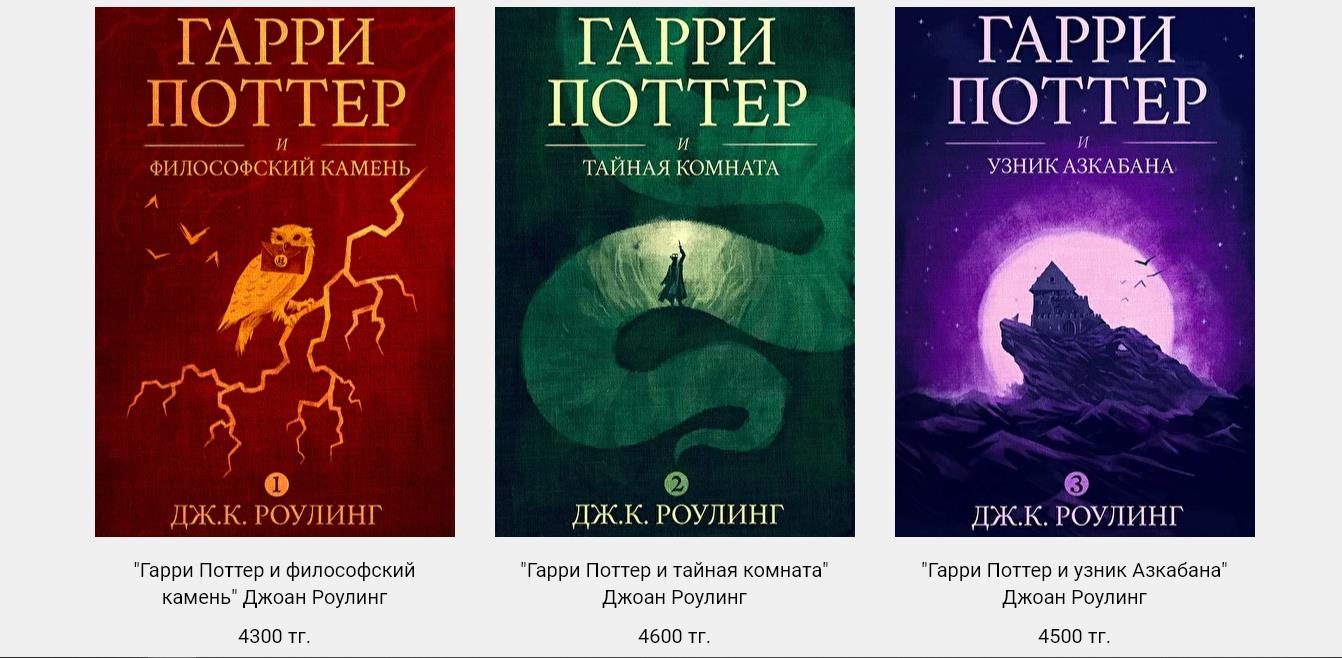 ГАРРИ
ПОТТЕР
И
ФИЛОСОФСКИЙ КАМЕНЬ
1
ДЖ.К. РОУЛИНГ
"Гарри Поттер и философский
камень" Джоан Роулинг
4300 тг.
ГАРРИ
ПОТТЕР
И
ТАЙНАЯ КОМНАТА
2
ДЖ.К. РОУЛИНГ
"Гарри Поттер и тайная комната"
Джоан Роулинг
4600 тг.
ГАРРИ
ПОТТЕР
И
УЗНИК АЗКАБАНА
3
ДЖ.К. РОУЛИНГ
"Гарри Поттер и узник Азкабана"
Джоан Роулинг
4500 тг.